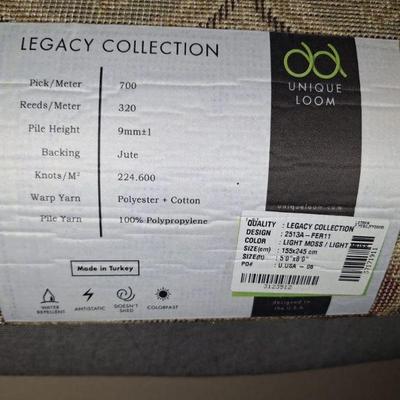 LEGACY COLLECTION
UNIQUE
LOOM
Pick/Meter 700
Reeds/Meter 320
Pile Height 9mm±1
Backing Jute
Knots/M² 224.600
Warp Yarn Polyester + Cotton
Pile Yarn 100% Polypropylene
uniqueloom.com
QUALITY : LEGACY COLLECTION
DESIGN : 2513A-FER11
COLOR : LIGHT MOSS / LIGHT
SIZE(cm) : 155x245 cm
SIZE(ft) : 5'0"x8'0"
PO# : U.USA - 06
3123512
Made in Turkey
WATER
REPELLENT
ANTISTATIC
DOESN'T
SHED
COLORFAST
designed in
the U.S.A.